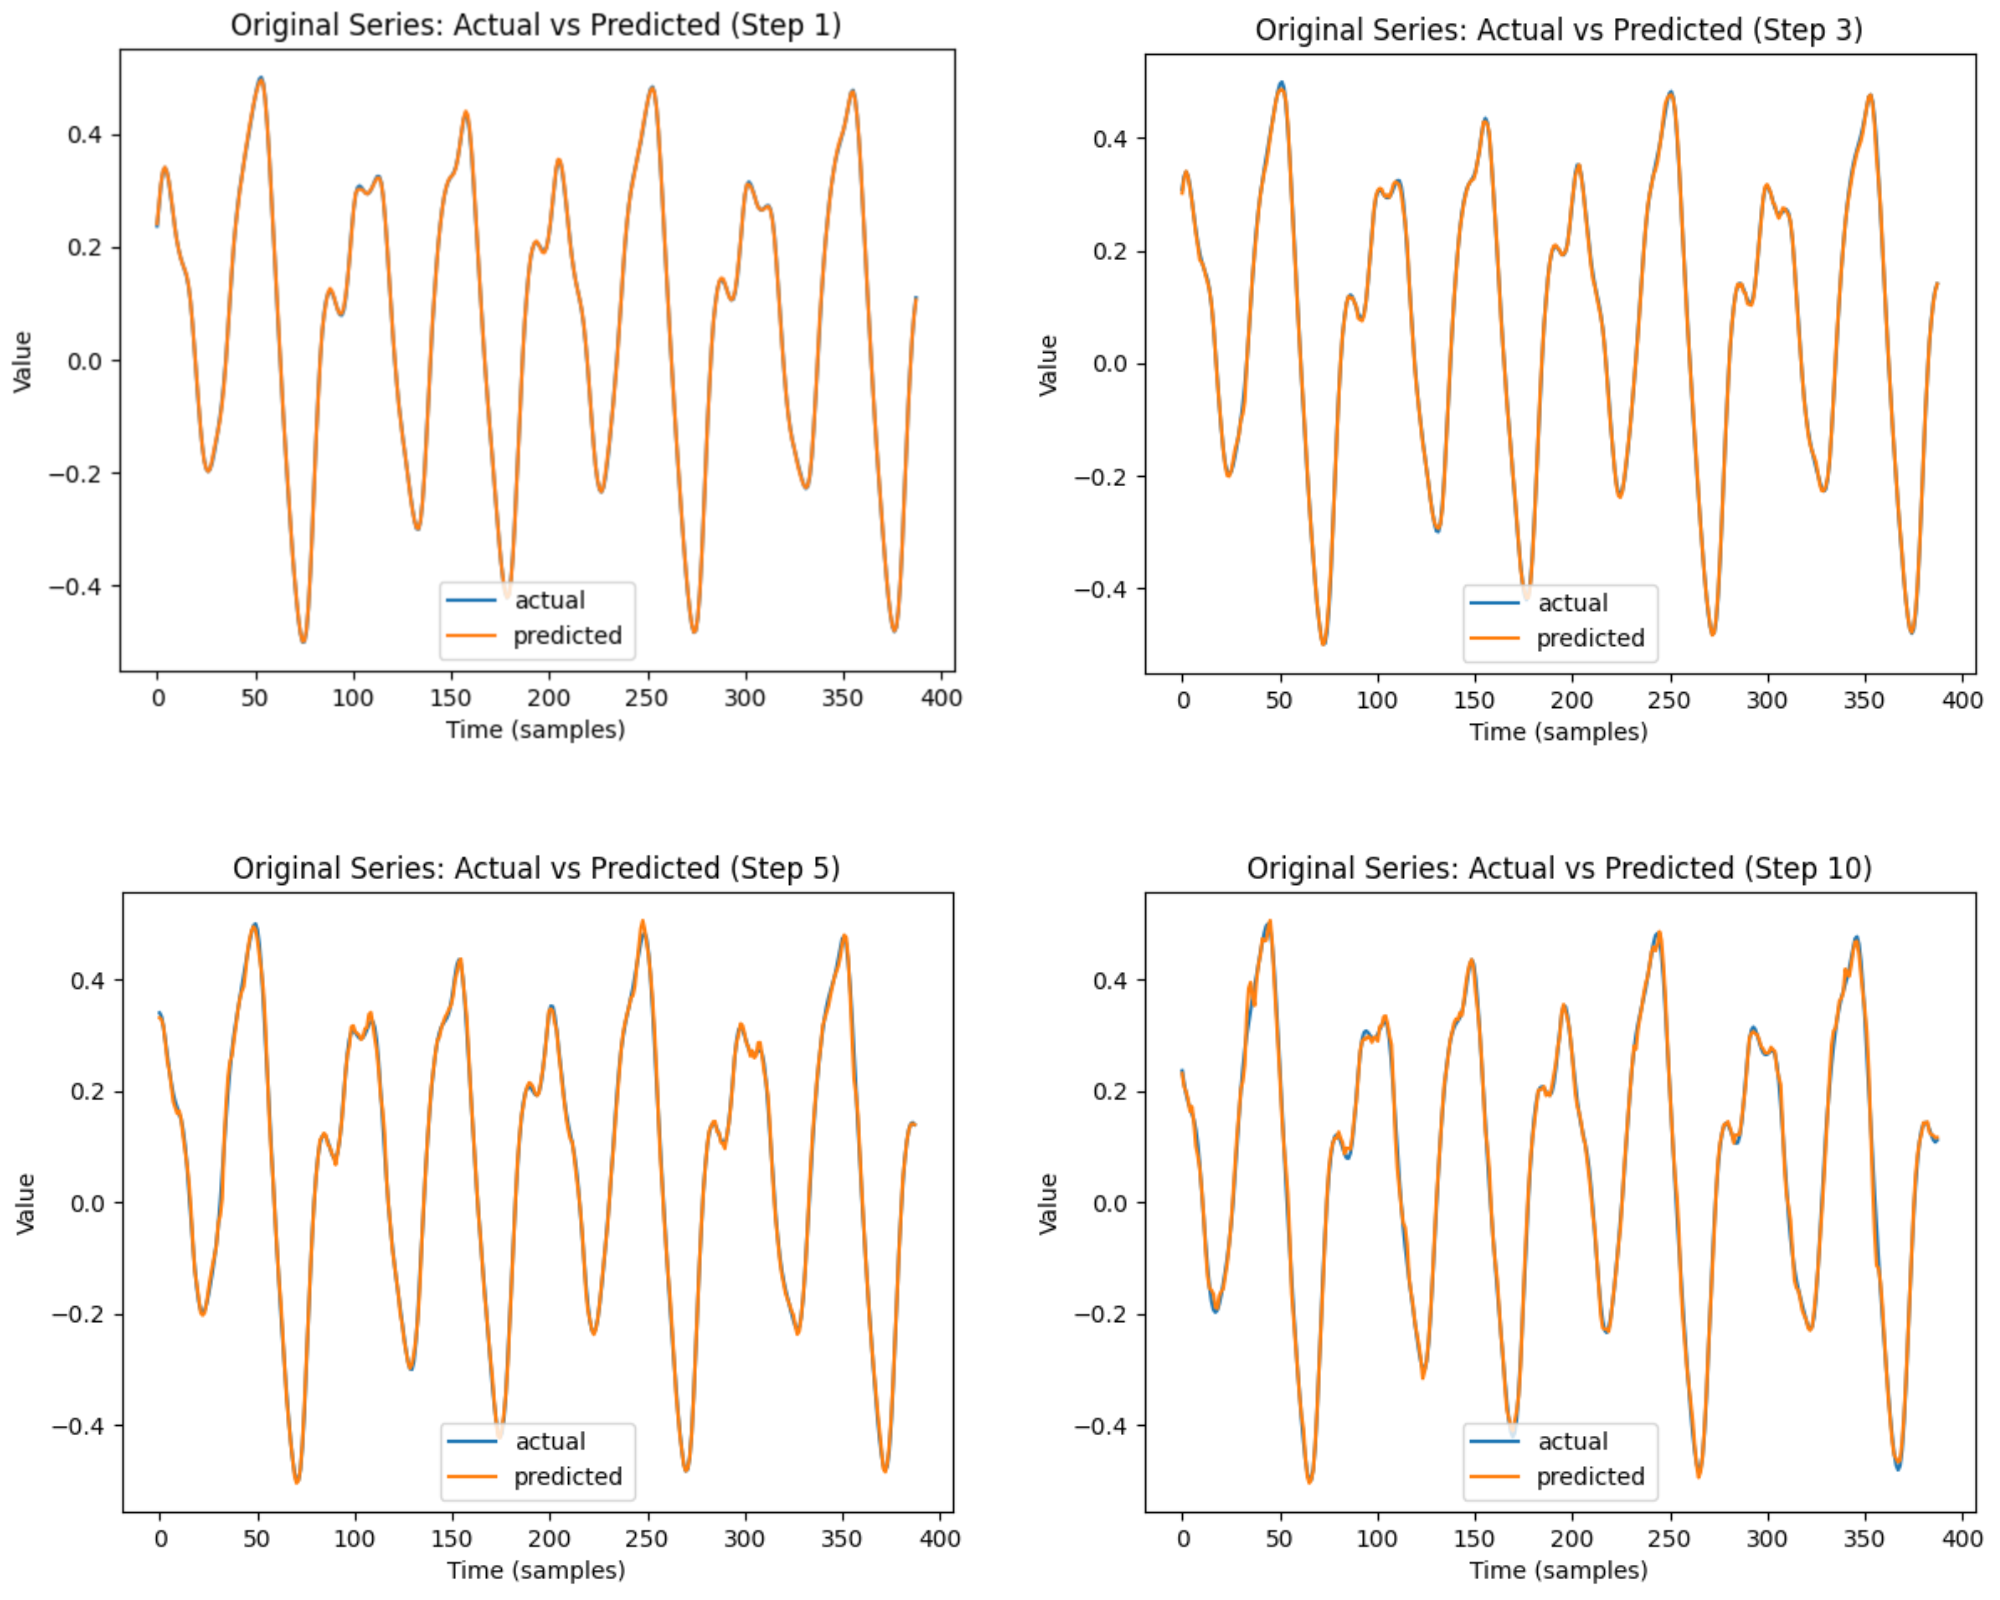 Original Series: Actual vs Predicted (Step 1)
0.4
0.2
0.0
−0.2
−0.4
Value
actual
predicted
0 50 100 150 200 250 300 350 400
Time (samples)
Original Series: Actual vs Predicted (Step 3)
0.4
0.2
0.0
−0.2
−0.4
Value
actual
predicted
0 50 100 150 200 250 300 350 400
Time (samples)
Original Series: Actual vs Predicted (Step 5)
0.4
0.2
0.0
−0.2
−0.4
Value
actual
predicted
0 50 100 150 200 250 300 350 400
Time (samples)
Original Series: Actual vs Predicted (Step 10)
0.4
0.2
0.0
−0.2
−0.4
Value
actual
predicted
0 50 100 150 200 250 300 350 400
Time (samples)